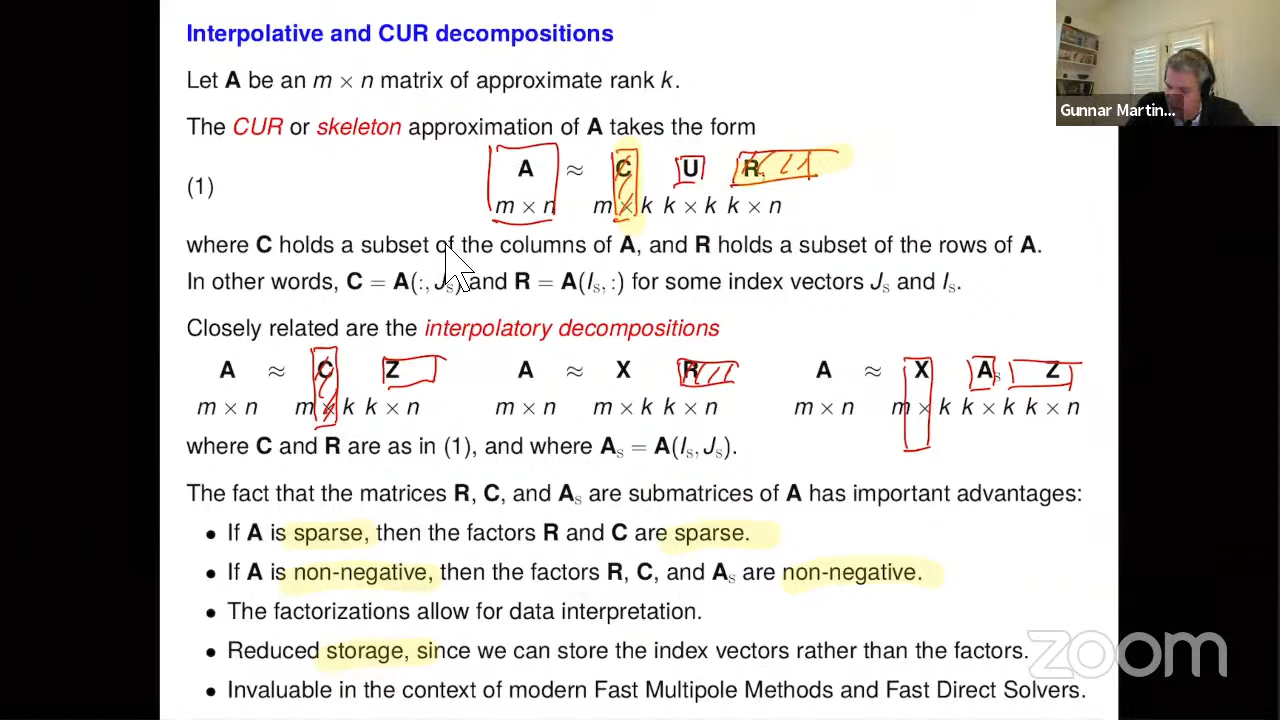 Interpolative and CUR decompositions
Let A be an m × n matrix of approximate rank k.
Gunnar Martin...
The CUR or skeleton approximation of A takes the form
(1) A ≈ C U R
m × n m × k k × k k × n
where C holds a subset of the columns of A, and R holds a subset of the rows of A.
In other words, C = A(:, Js) and R = A(Is, :) for some index vectors Js and Is.
Closely related are the interpolatory decompositions
A ≈ C Z A ≈ X R A ≈ X As Z
m × n m × k k × n m × n m × k k × n m × n m × k k × k k × n
where C and R are as in (1), and where As = A(Is, Js).
The fact that the matrices R, C, and As are submatrices of A has important advantages:
• If A is sparse, then the factors R and C are sparse.
• If A is non-negative, then the factors R, C, and As are non-negative.
• The factorizations allow for data interpretation.
• Reduced storage, since we can store the index vectors rather than the factors.
• Invaluable in the context of modern Fast Multipole Methods and Fast Direct Solvers.
zoom